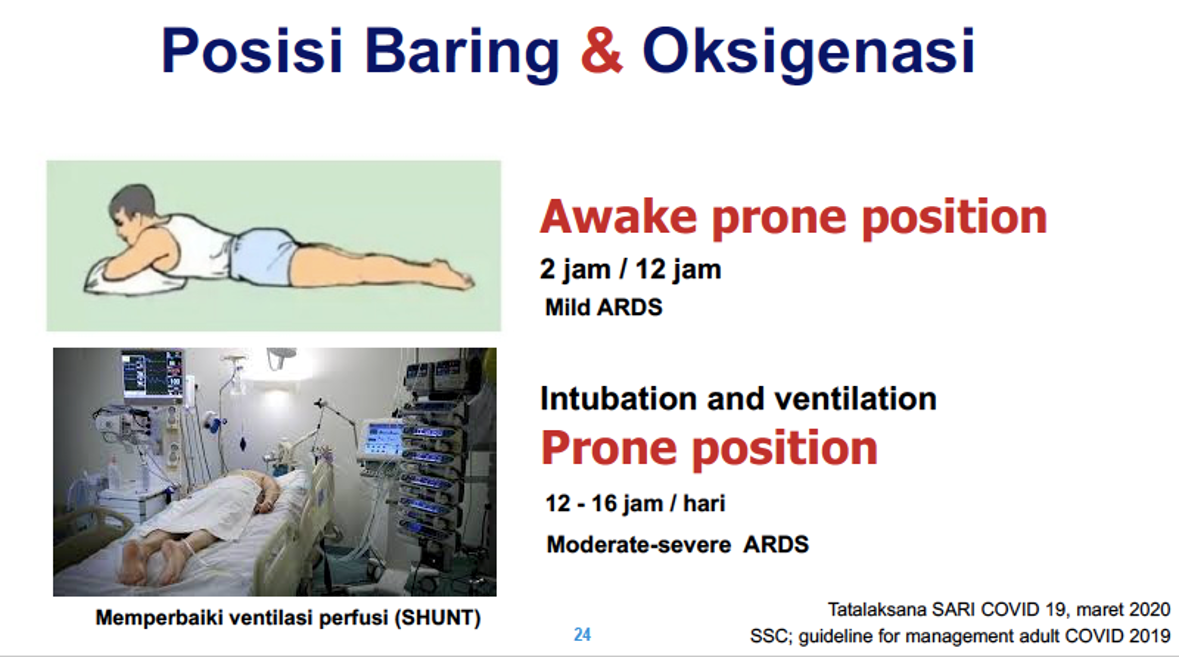 Posisi Baring & Oksigenasi
Awake prone position
2 jam / 12 jam
Mild ARDS
Intubation and ventilation
Prone position
12 - 16 jam / hari
Moderate-severe ARDS
Memperbaiki ventilasi perfusi (SHUNT)
24
Tatalaksana SARI COVID 19, maret 2020
SSC; guideline for management adult COVID 2019